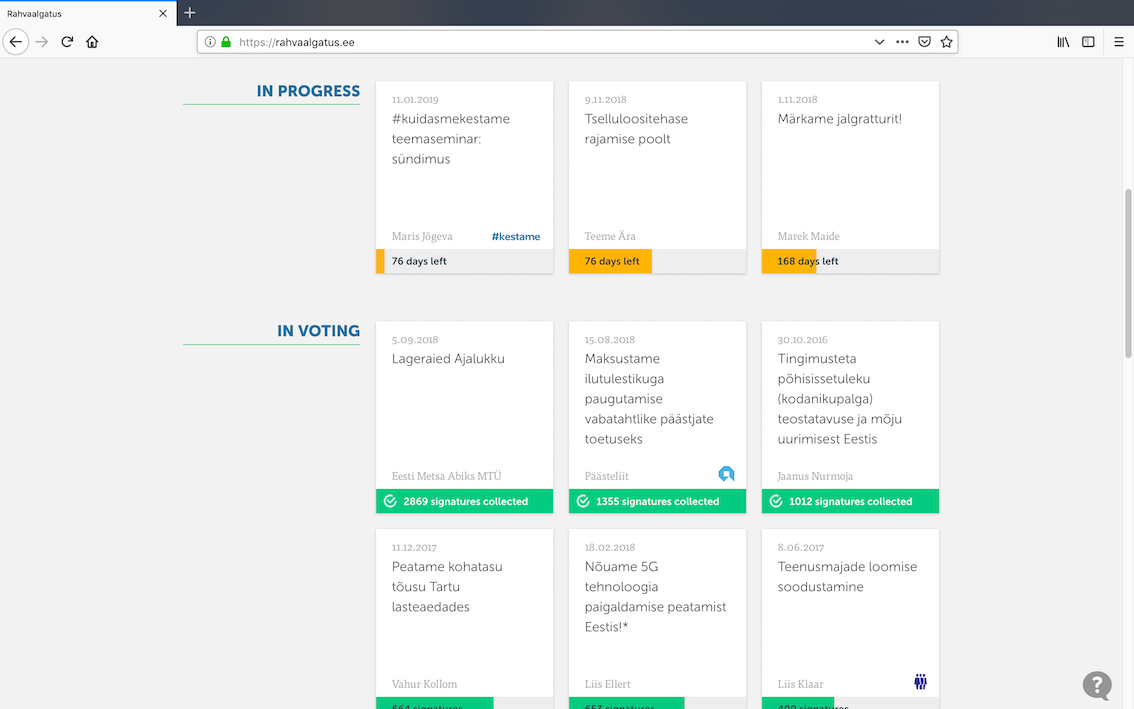 Rahvaalgatus
https://rahvaalgatus.ee
IN PROGRESS
11.01.2019
#kuidasmekestame
teemaseminar:
sündimus
Maris Jõgeva
#kestame
76 days left
9.11.2018
Tselluloositehase
rajamise poolt
Teeme Ära
76 days left
1.11.2018
Märkame jalgratturit!
Marek Maide
168 days left
IN VOTING
5.09.2018
Lageraied Ajalukku
Eesti Metsa Abiks MTÜ
2869 signatures collected
15.08.2018
Maksustame
ilutulestikuga
paugutamise
vabatahtlike päästjate
toetuseks
Päästeliit
1355 signatures collected
30.10.2016
Tingimusteta
põhisissetuleku
(kodanikupalga)
teostatavuse ja mõju
uurimisest Eestis
Jaanus Nurmoja
1012 signatures collected
11.12.2017
Peatame kohatasu
tõusu Tartu
lasteaedades
Vahur Kollom
664 signatures
18.02.2018
Nõuame 5G
tehnoloogia
paigaldamise peatamist
Eestis!*
Liis Ellert
653 signatures
8.06.2017
Teenusmajade loomise
soodustamine
Liis Klaar
signatures
?